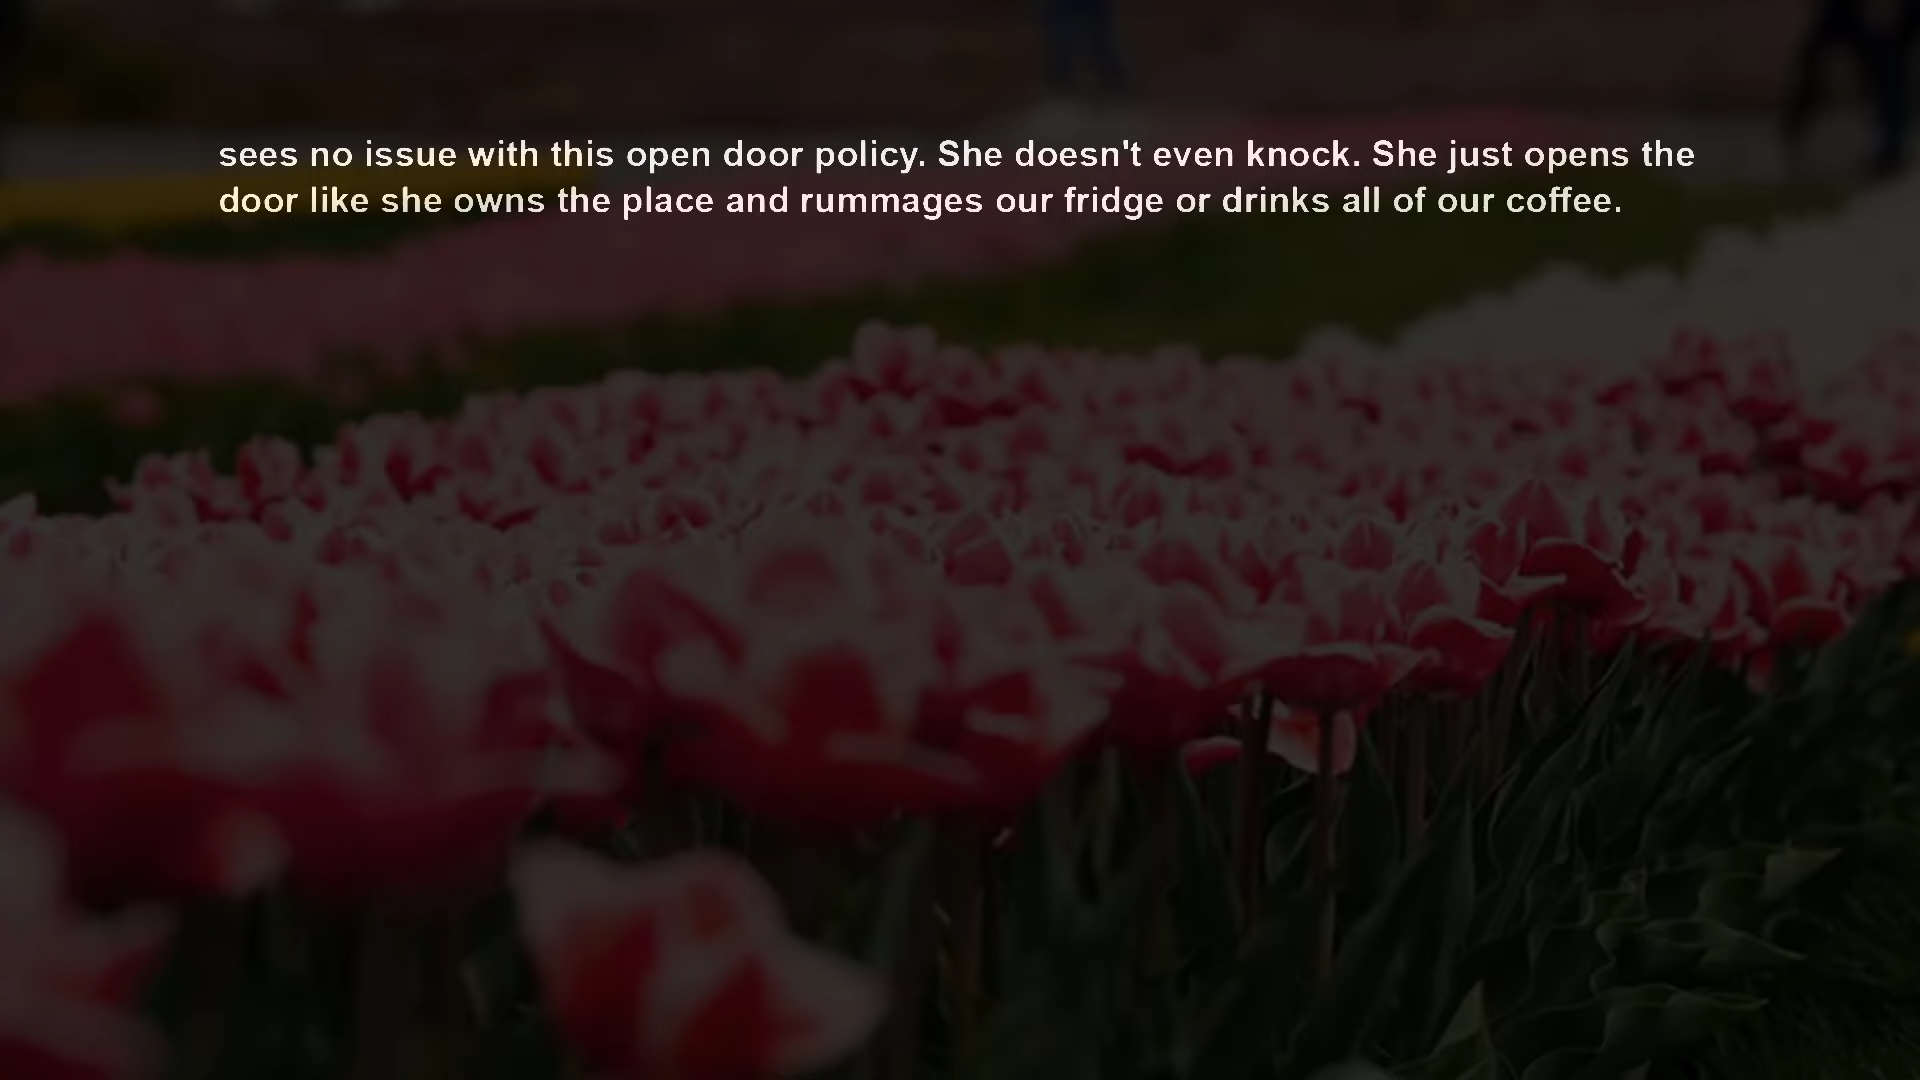 sees no issue with this open door policy. She doesn't even knock. She just opens the
door like she owns the place and rummages our fridge or drinks all of our coffee.